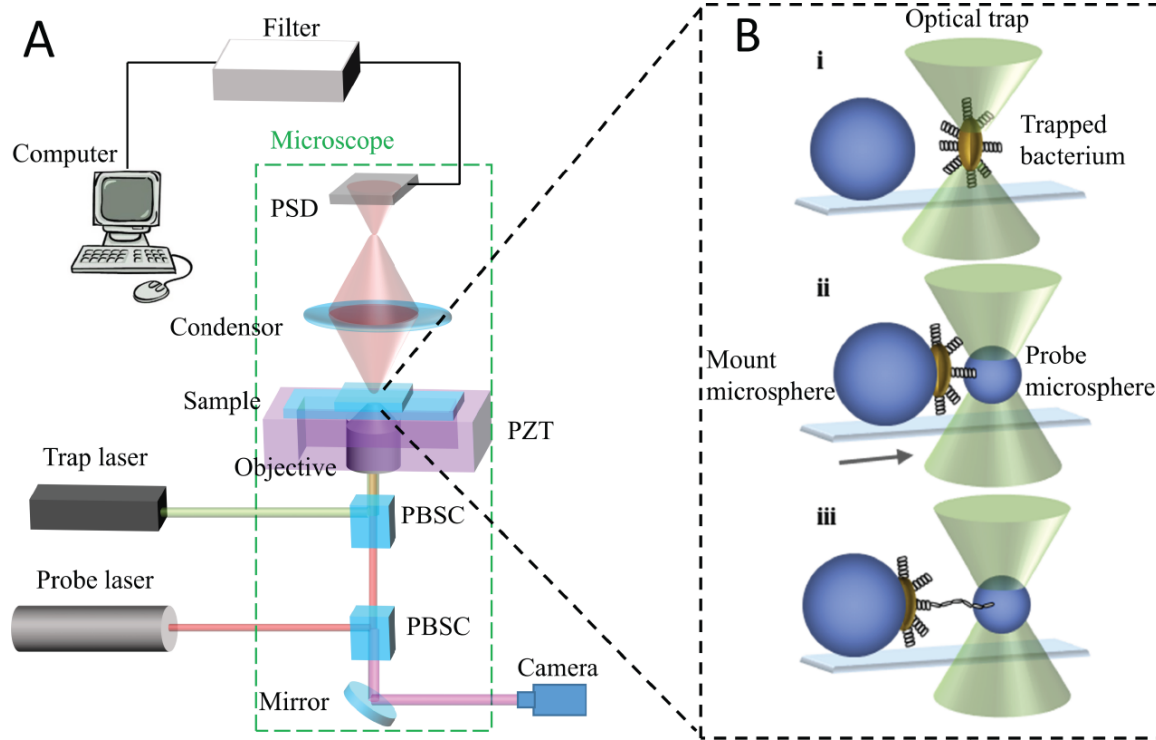 A
Filter
Computer
Microscope
PSD
Condensor
Sample
PZT
Objective
Trap laser
PBSC
Probe laser
PBSC
Camera
Mirror
B
Optical trap
i
Trapped
bacterium
ii
Mount
microsphere
Probe
microsphere
iii